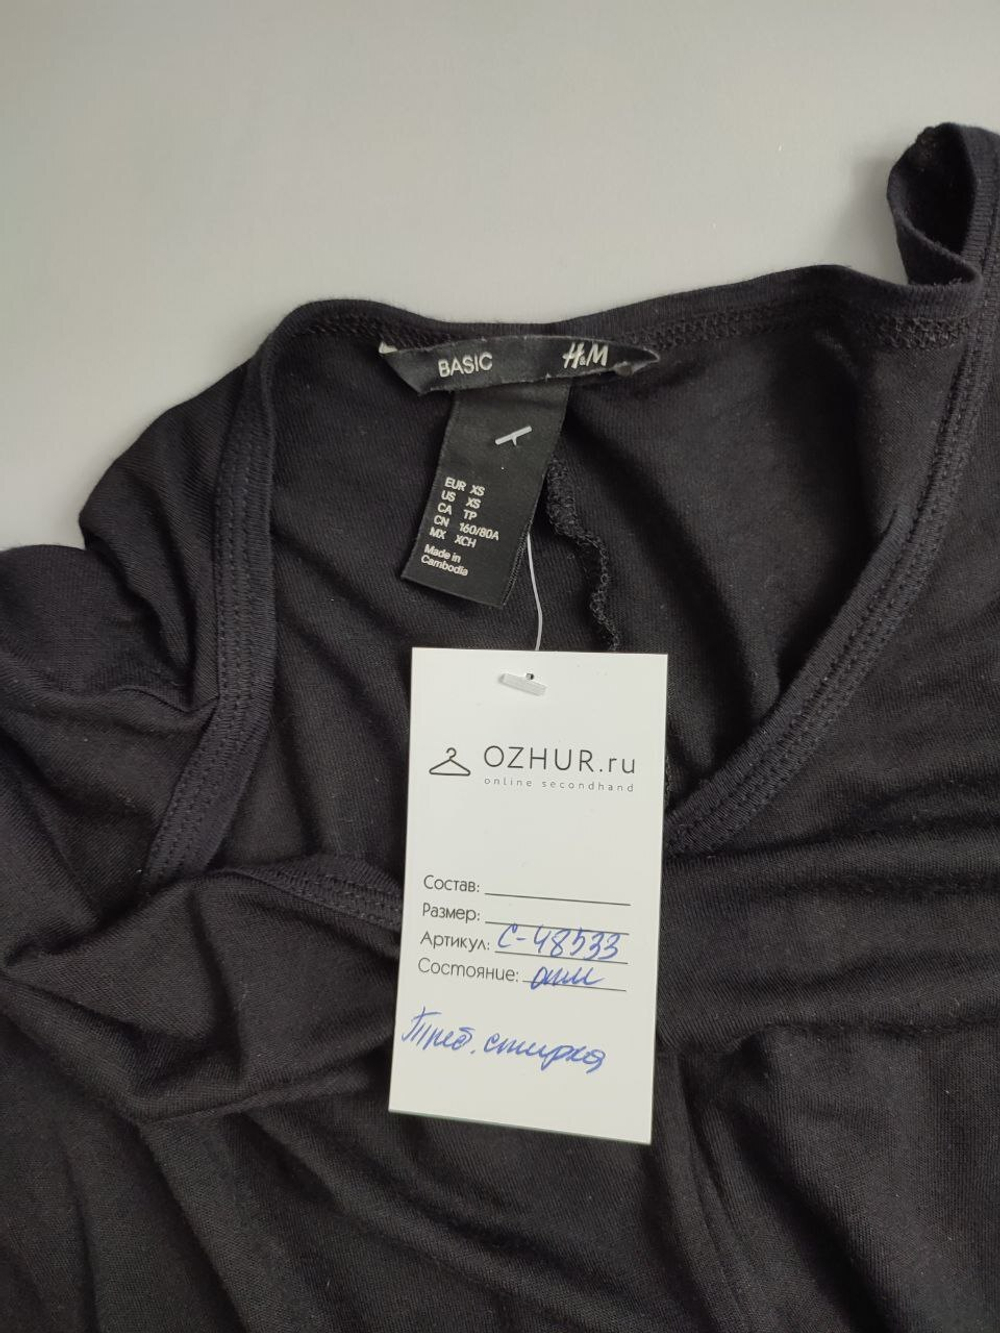 BASIC H&M
EUR XS
US XS
CA TP
CN 160/80A
MX XCH
Made in
Cambodia
OZHUR.ru
online secondhand
Состав:
Размер:
Артикул: С-48533
Состояние: отл
Треб. стирка